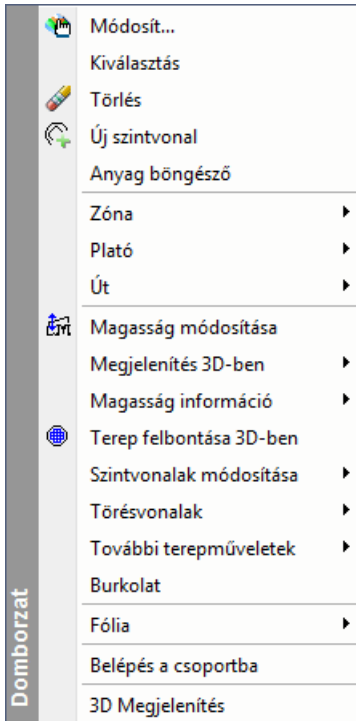 Módosít...
Kiválasztás
Törlés
Új szintvonal
Anyag böngésző
Zóna
Plató
Út
Magasság módosítása
Megjelenítés 3D-ben
Magasság információ
Terep felbontása 3D-ben
Szintvonalak módosítása
Törésvonalak
További terepműveletek
Burkolat
Fólia
Belépés a csoportba
3D Megjelenítés
Domborzat